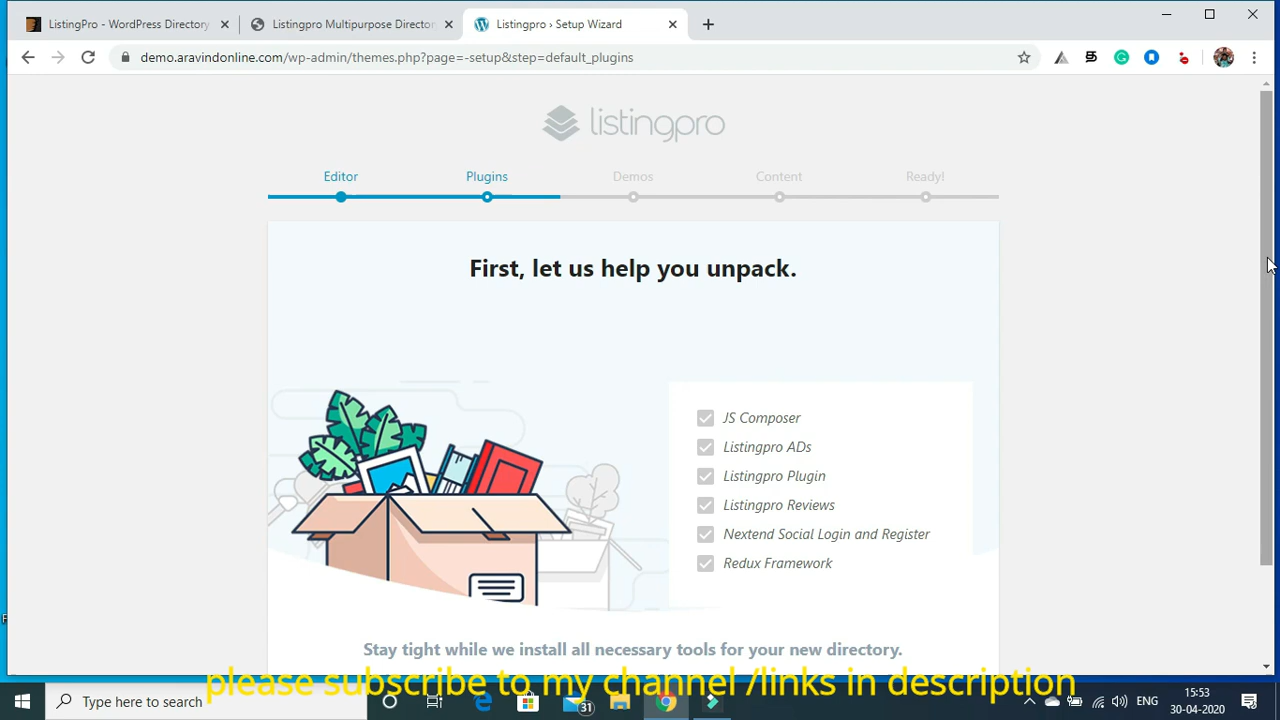 ListingPro - WordPress Directory
Listingpro Multipurpose Director
Listingpro › Setup Wizard
demo.aravindonline.com/wp-admin/themes.php?page=-setup&step=default_plugins
listingpro
Editor
Plugins
Demos
Content
Ready!
First, let us help you unpack.
JS Composer
Listingpro ADs
Listingpro Plugin
Listingpro Reviews
Nextend Social Login and Register
Redux Framework
Stay tight while we install all necessary tools for your new directory.
please subscribe to my channel /links in description
Type here to search
31
ENG
15:53
30-04-2020